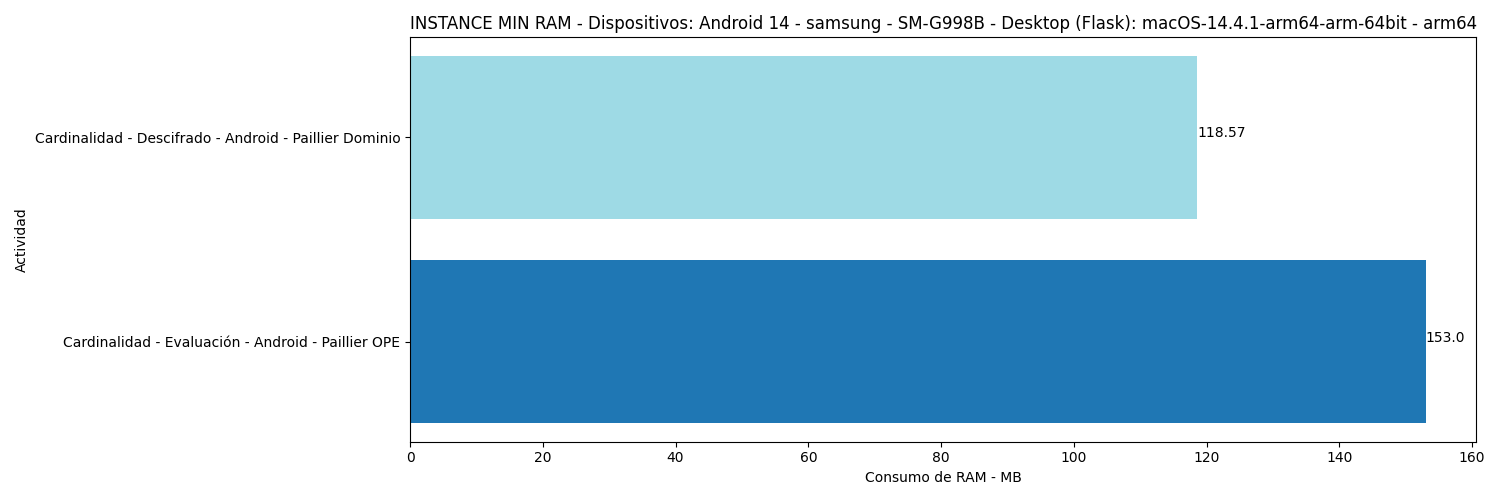 INSTANCE MIN RAM - Dispositivos: Android 14 - samsung - SM-G998B - Desktop (Flask): macOS-14.4.1-arm64-arm-64bit - arm64
Actividad
Cardinalidad - Descifrado - Android - Paillier Dominio
118.57
Cardinalidad - Evaluación - Android - Paillier OPE
153.0
0 20 40 60 80 100 120 140 160
Consumo de RAM - MB